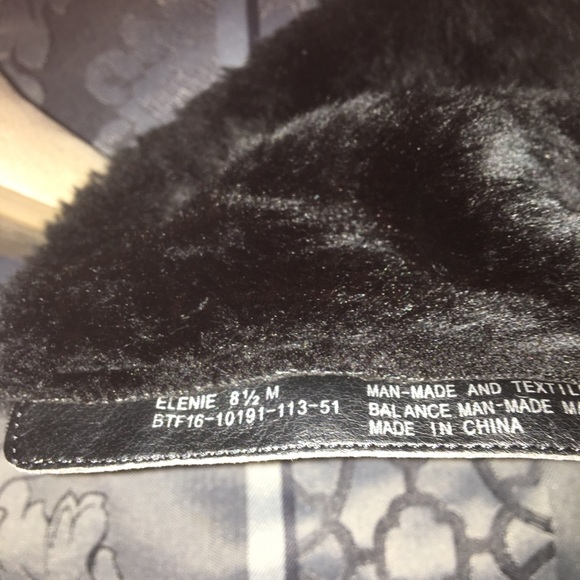 ELENIE 8½ M
BTF16-10191-113-51
MAN-MADE AND
BALANCE MAN-MADE
MADE IN CHINA